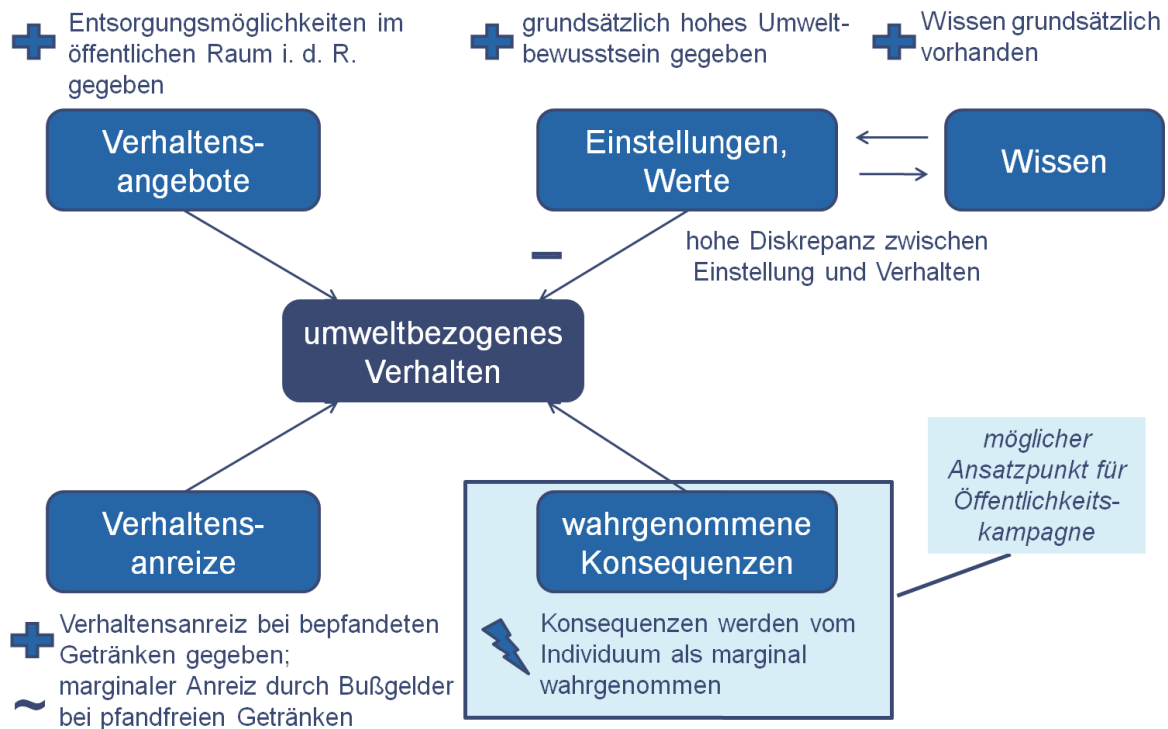 Entsorgungsmöglichkeiten im
öffentlichen Raum i. d. R.
gegeben
grundsätzlich hohes Umwelt-
bewusstsein gegeben
Wissen grundsätzlich
vorhanden
Verhaltens-
angebote
Einstellungen,
Werte
Wissen
hohe Diskrepanz zwischen
Einstellung und Verhalten
umweltbezogenes
Verhalten
möglicher
Ansatzpunkt für
Öffentlichkeits-
kampagne
Verhaltens-
anreize
wahrgenommene
Konsequenzen
Verhaltensanreiz bei bepfandeten
Getränken gegeben;
~ marginaler Anreiz durch Bußgelder
bei pfandfreien Getränken
Konsequenzen werden vom
Individuum als marginal
wahrgenommen